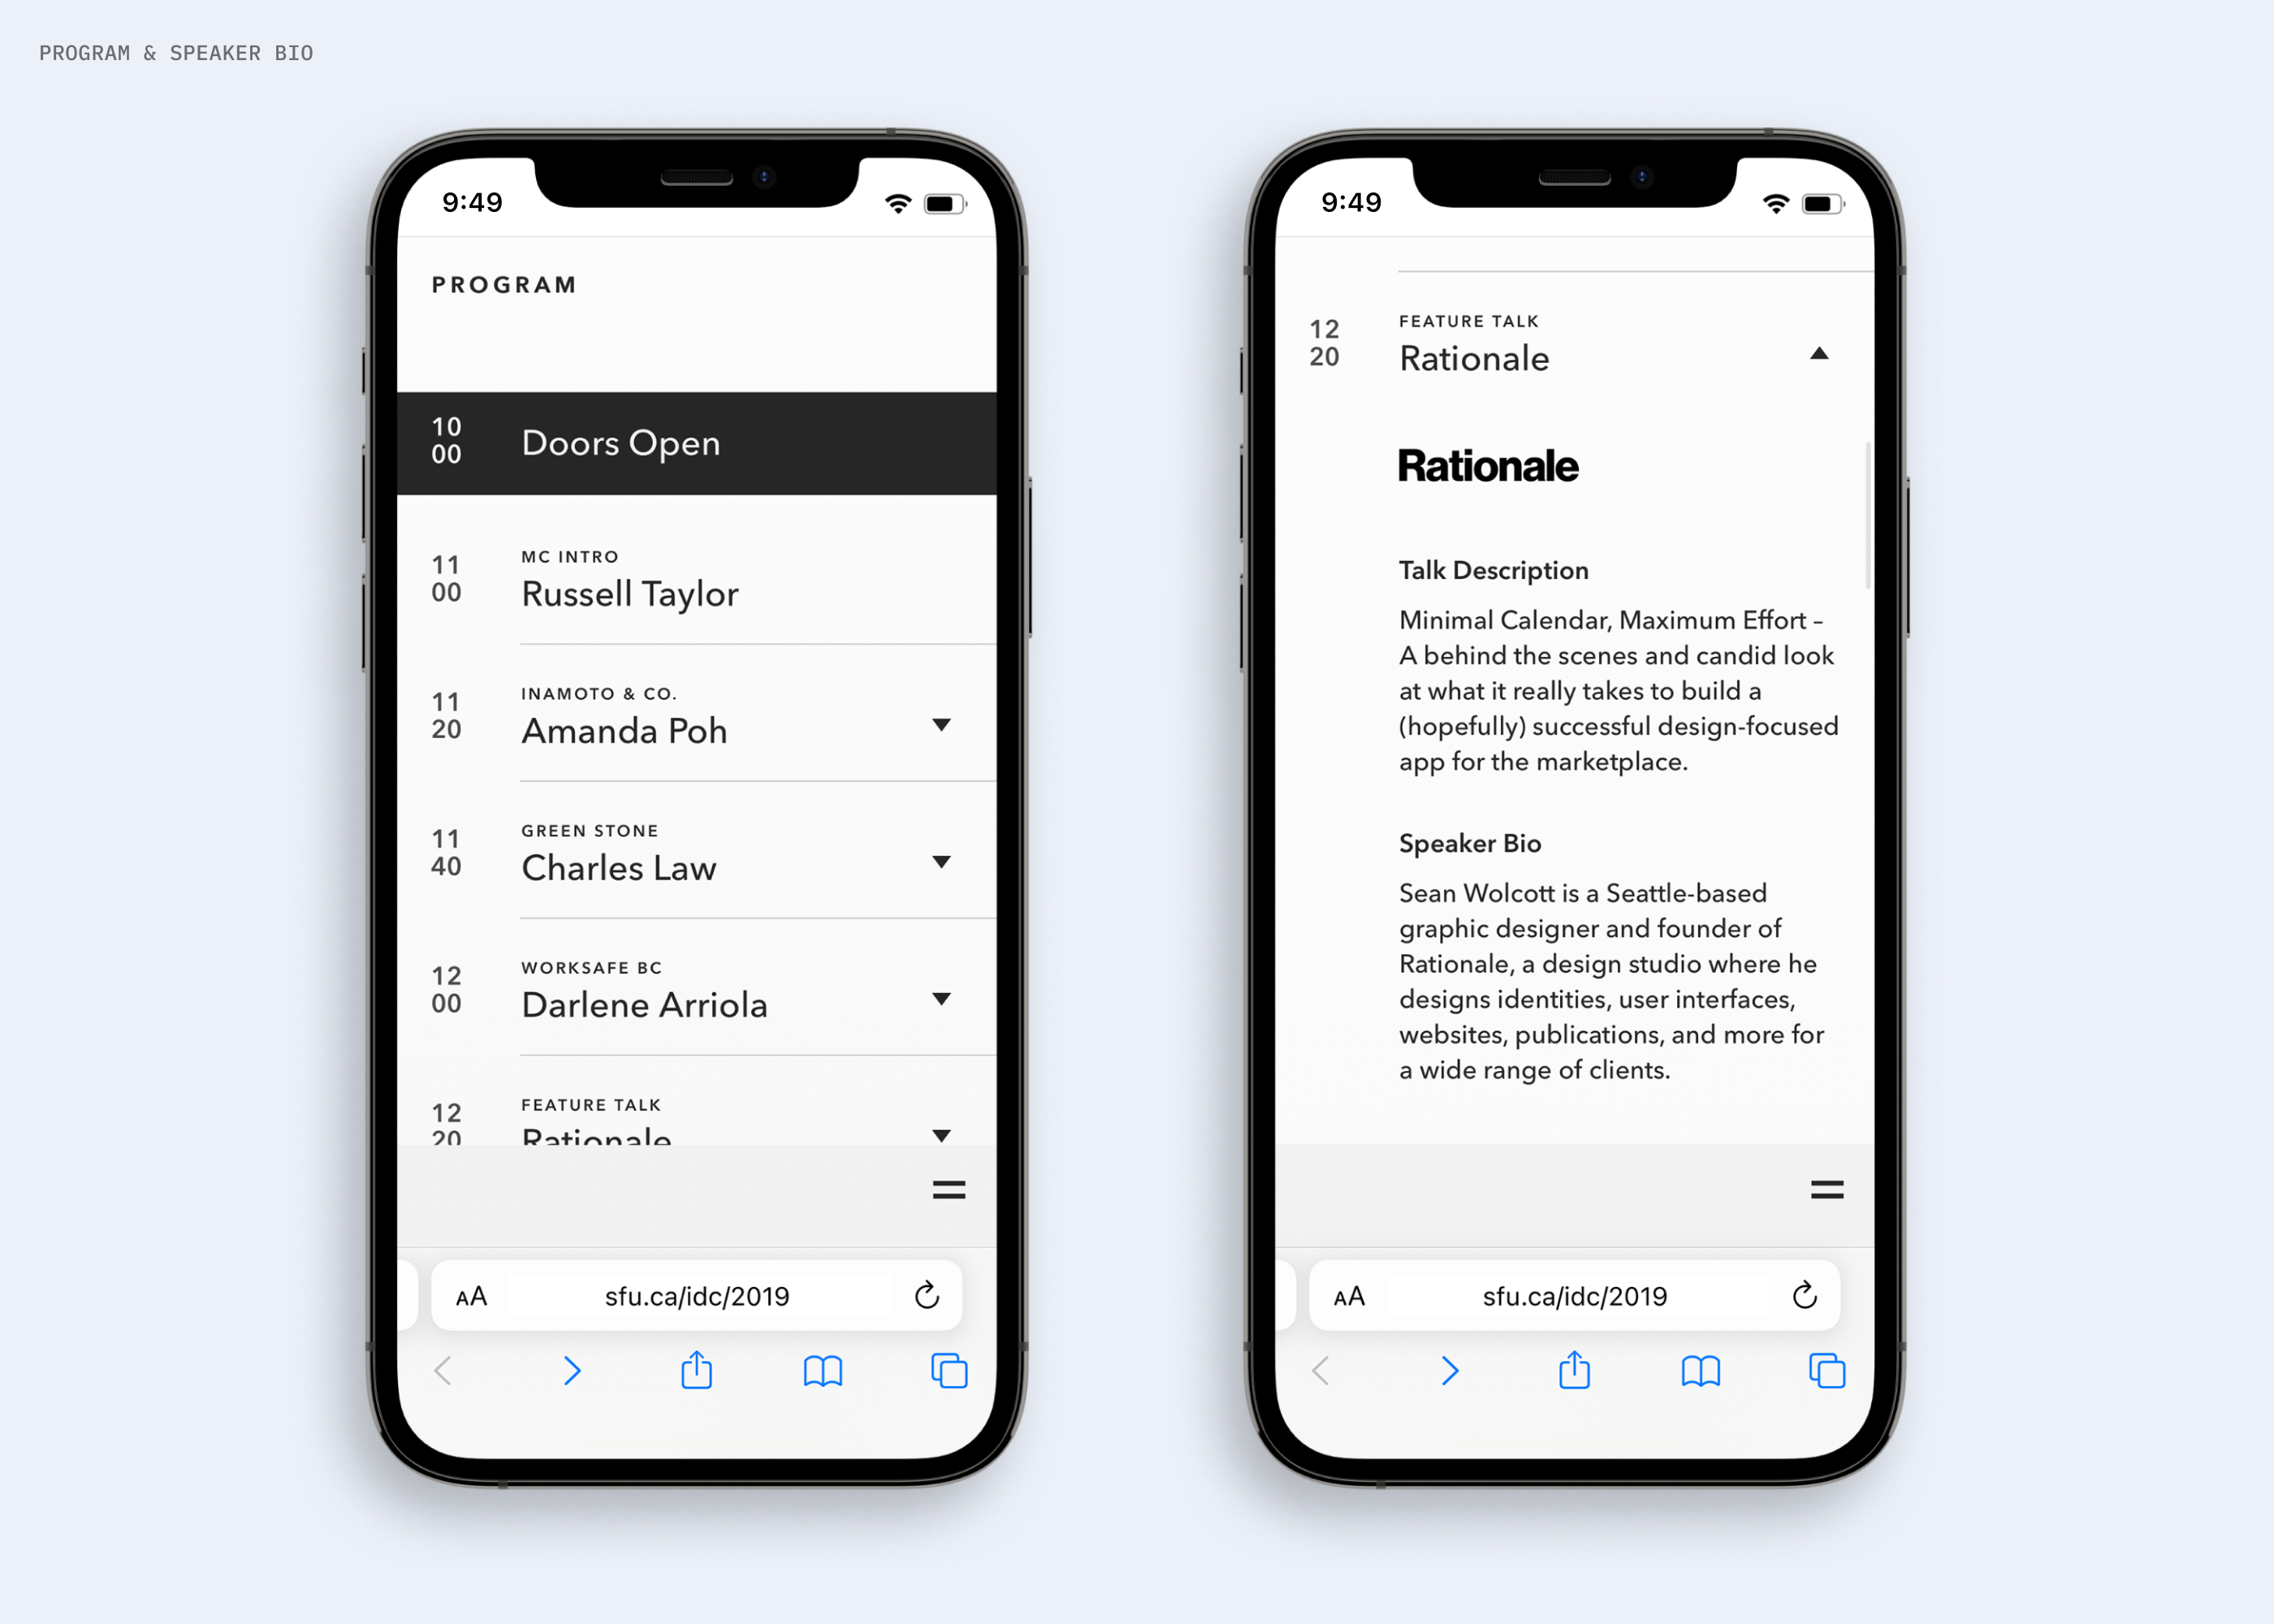 PROGRAM & SPEAKER BIO
9:49
PROGRAM
10
00
Doors Open
11
00
MC INTRO
Russell Taylor
11
20
INAMOTO & CO.
Amanda Poh
11
40
GREEN STONE
Charles Law
12
00
WORKSAFE BC
Darlene Arriola
12
20
FEATURE TALK
Rationale
AA
sfu.ca/idc/2019
9:49
12
20
FEATURE TALK
Rationale
Rationale
Talk Description
Minimal Calendar, Maximum Effort –
A behind the scenes and candid look
at what it really takes to build a
(hopefully) successful design-focused
app for the marketplace.
Speaker Bio
Sean Wolcott is a Seattle-based
graphic designer and founder of
Rationale, a design studio where he
designs identities, user interfaces,
websites, publications, and more for
a wide range of clients.
AA
sfu.ca/idc/2019